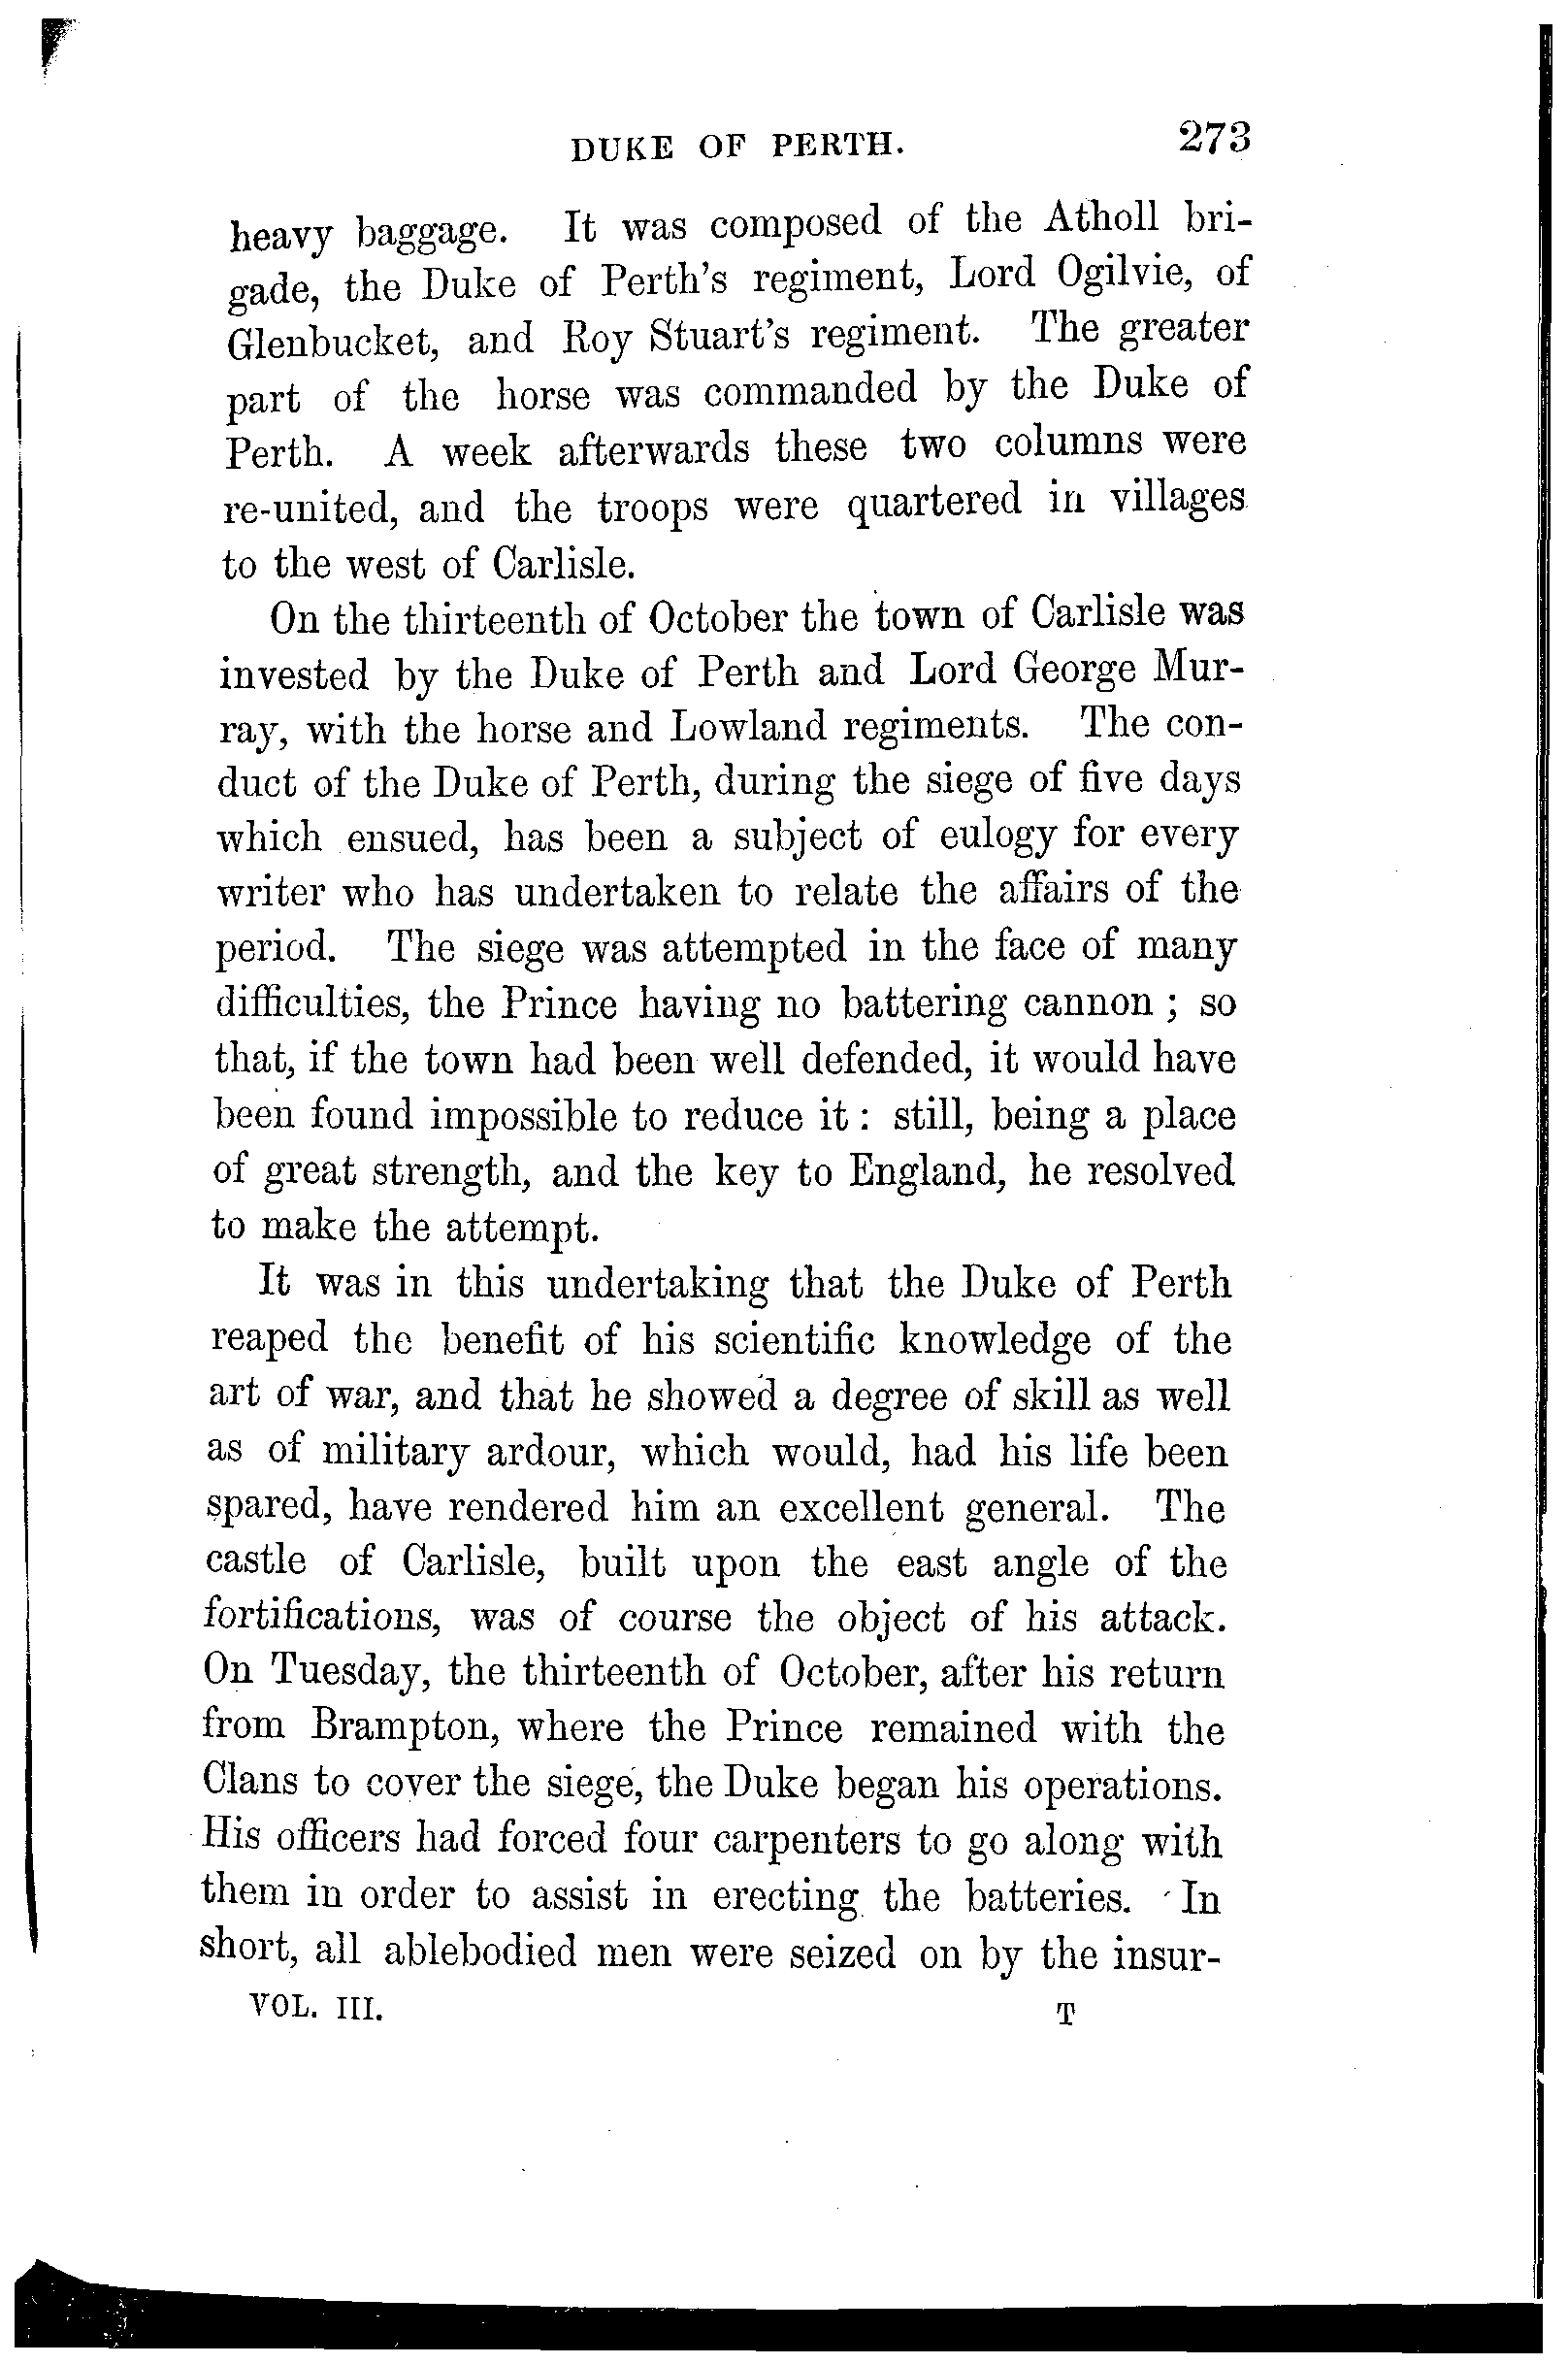 DUKE OF PERTH. 273
heavy baggage. It was composed of the Atholl bri-
gade, the Duke of Perth's regiment, Lord Ogilvie, of
Glenbucket, and Roy Stuart's regiment. The greater
part of the horse was commanded by the Duke of
Perth. A week afterwards these two columns were
re-united, and the troops were quartered in villages
to the west of Carlisle.
On the thirteenth of October the town of Carlisle was
invested by the Duke of Perth and Lord George Mur-
ray, with the horse and Lowland regiments. The con-
duct of the Duke of Perth, during the siege of five days
which ensued, has been a subject of eulogy for every
writer who has undertaken to relate the affairs of the
period. The siege was attempted in the face of many
difficulties, the Prince having no battering cannon ; so
that, if the town had been well defended, it would have
been found impossible to reduce it : still, being a place
of great strength, and the key to England, he resolved
to make the attempt.
It was in this undertaking that the Duke of Perth
reaped the benefit of his scientific knowledge of the
art of war, and that he showed a degree of skill as well
as of military ardour, which would, had his life been
spared, have rendered him an excellent general. The
castle of Carlisle, built upon the east angle of the
fortifications, was of course the object of his attack.
On Tuesday, the thirteenth of October, after his return
from Brampton, where the Prince remained with the
Clans to cover the siege, the Duke began his operations.
His officers had forced four carpenters to go along with
them in order to assist in erecting the batteries. In
short, all ablebodied men were seized on by the insur-
VOL. III. T